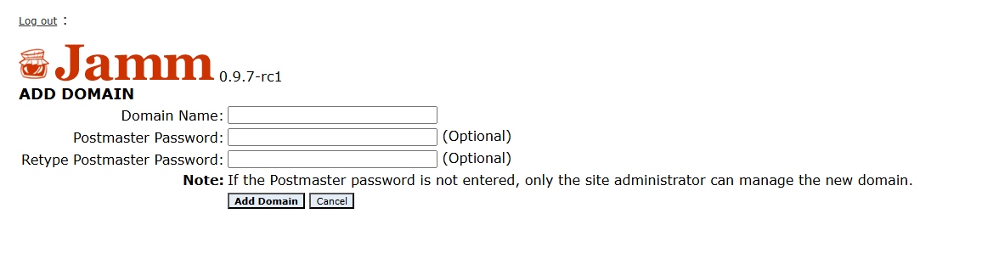 Log out :
Jamm 0.9.7-rc1
ADD DOMAIN
Domain Name:
Postmaster Password: (Optional)
Retype Postmaster Password: (Optional)
Note: If the Postmaster password is not entered, only the site administrator can manage the new domain.
Add Domain Cancel